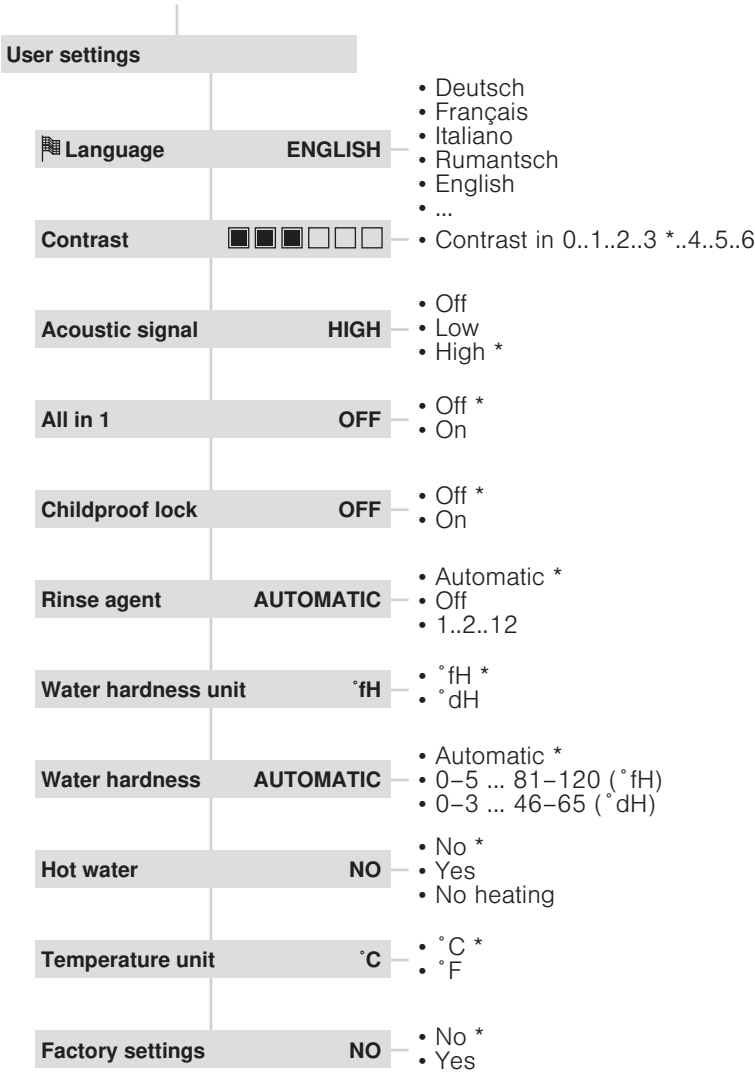 User settings
Language ENGLISH
• Deutsch
• Français
• Italiano
• Rumantsch
• English
• ...
Contrast
• Contrast in 0..1..2..3 *..4..5..6
Acoustic signal HIGH
• Off
• Low
• High *
All in 1 OFF
• Off *
• On
Childproof lock OFF
• Off *
• On
Rinse agent AUTOMATIC
• Automatic *
• Off
• 1..2..12
Water hardness unit °fH
• °fH *
• °dH
Water hardness AUTOMATIC
• Automatic *
• 0–5 ... 81–120 (°fH)
• 0–3 ... 46–65 (°dH)
Hot water NO
• No *
• Yes
• No heating
Temperature unit °C
• °C *
• °F
Factory settings NO
• No *
• Yes